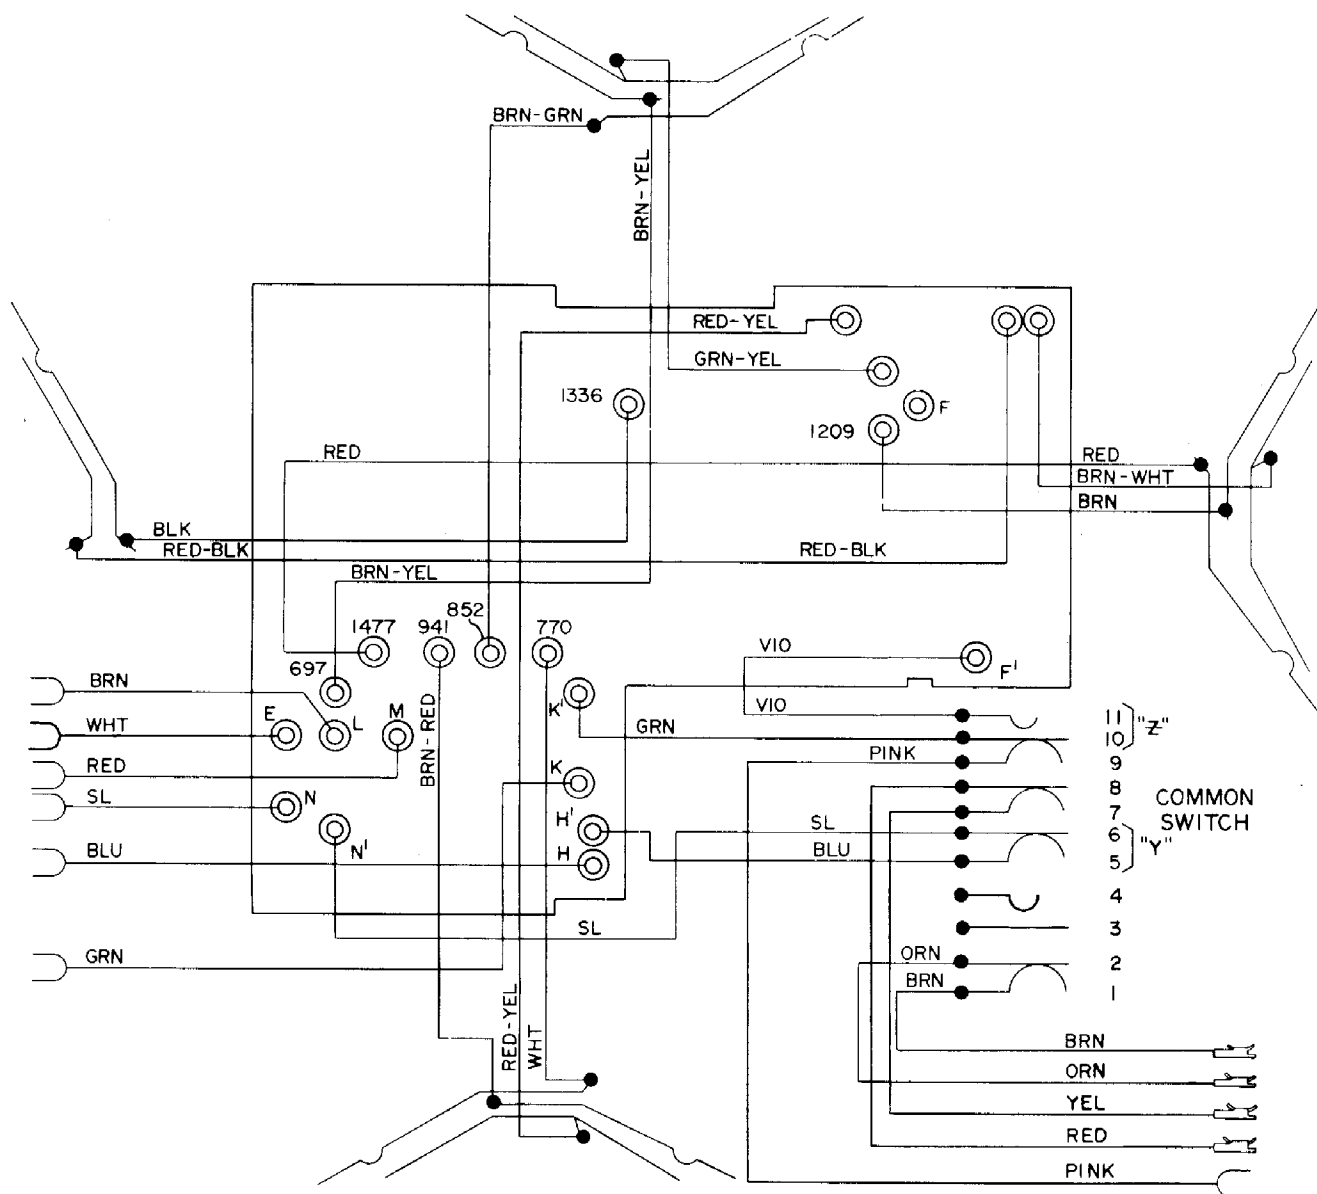 BRN-GRN
BRN-YEL
RED-YEL
GRN-YEL
1336
F
1209
RED
RED
BRN-WHT
BRN
BLK
RED-BLK
RED-BLK
BRN-YEL
1477
941
852
770
697
VIO
F'
BRN
E
L
M
K'
VIO
11
"Z"
WHT
GRN
10
BRN-RED
PINK
9
RED
K
8
COMMON
SWITCH
SL
N
7
H'
SL
6
"Y"
BLU
N'
H
BLU
5
4
SL
3
GRN
ORN
2
BRN
1
RED-YEL
WHT
BRN
ORN
YEL
RED
PINK